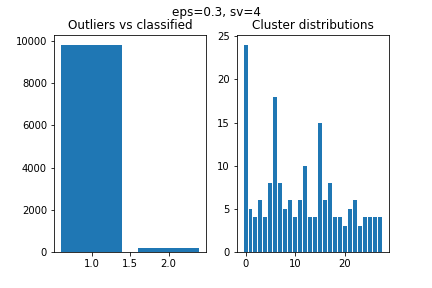 eps=0.3, sv=4
Outliers vs classified
10000
8000
6000
4000
2000
0
1.0 1.5 2.0
Cluster distributions
25
20
15
10
5
0
0 10 20